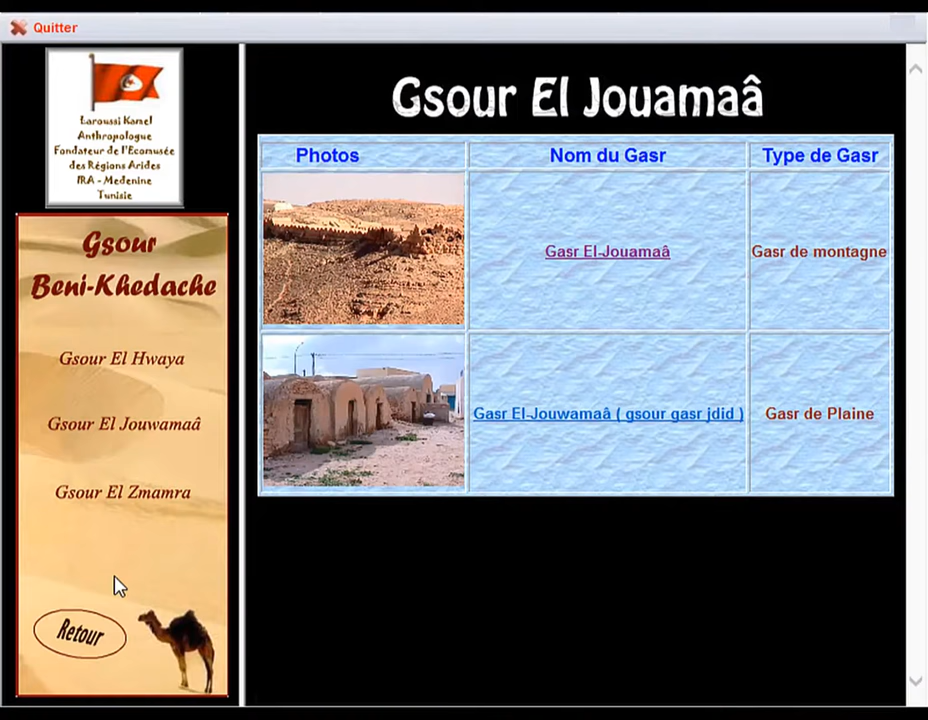 Quitter
Laroussi Kamel
Anthropologue
Fondateur de l'Ecomusée
des Régions Arides
IRA - Medenine
Tunisie
Gsour
Beni-Khedache
Gsour El Hwaya
Gsour El Jouwamaâ
Gsour El Zmamra
Retour
Gsour El Jouamaâ
Photos Nom du Gasr Type de Gasr
Gasr El-Jouamaâ Gasr de montagne
Gasr El-Jouwamaâ ( gsour gasr jdid ) Gasr de Plaine